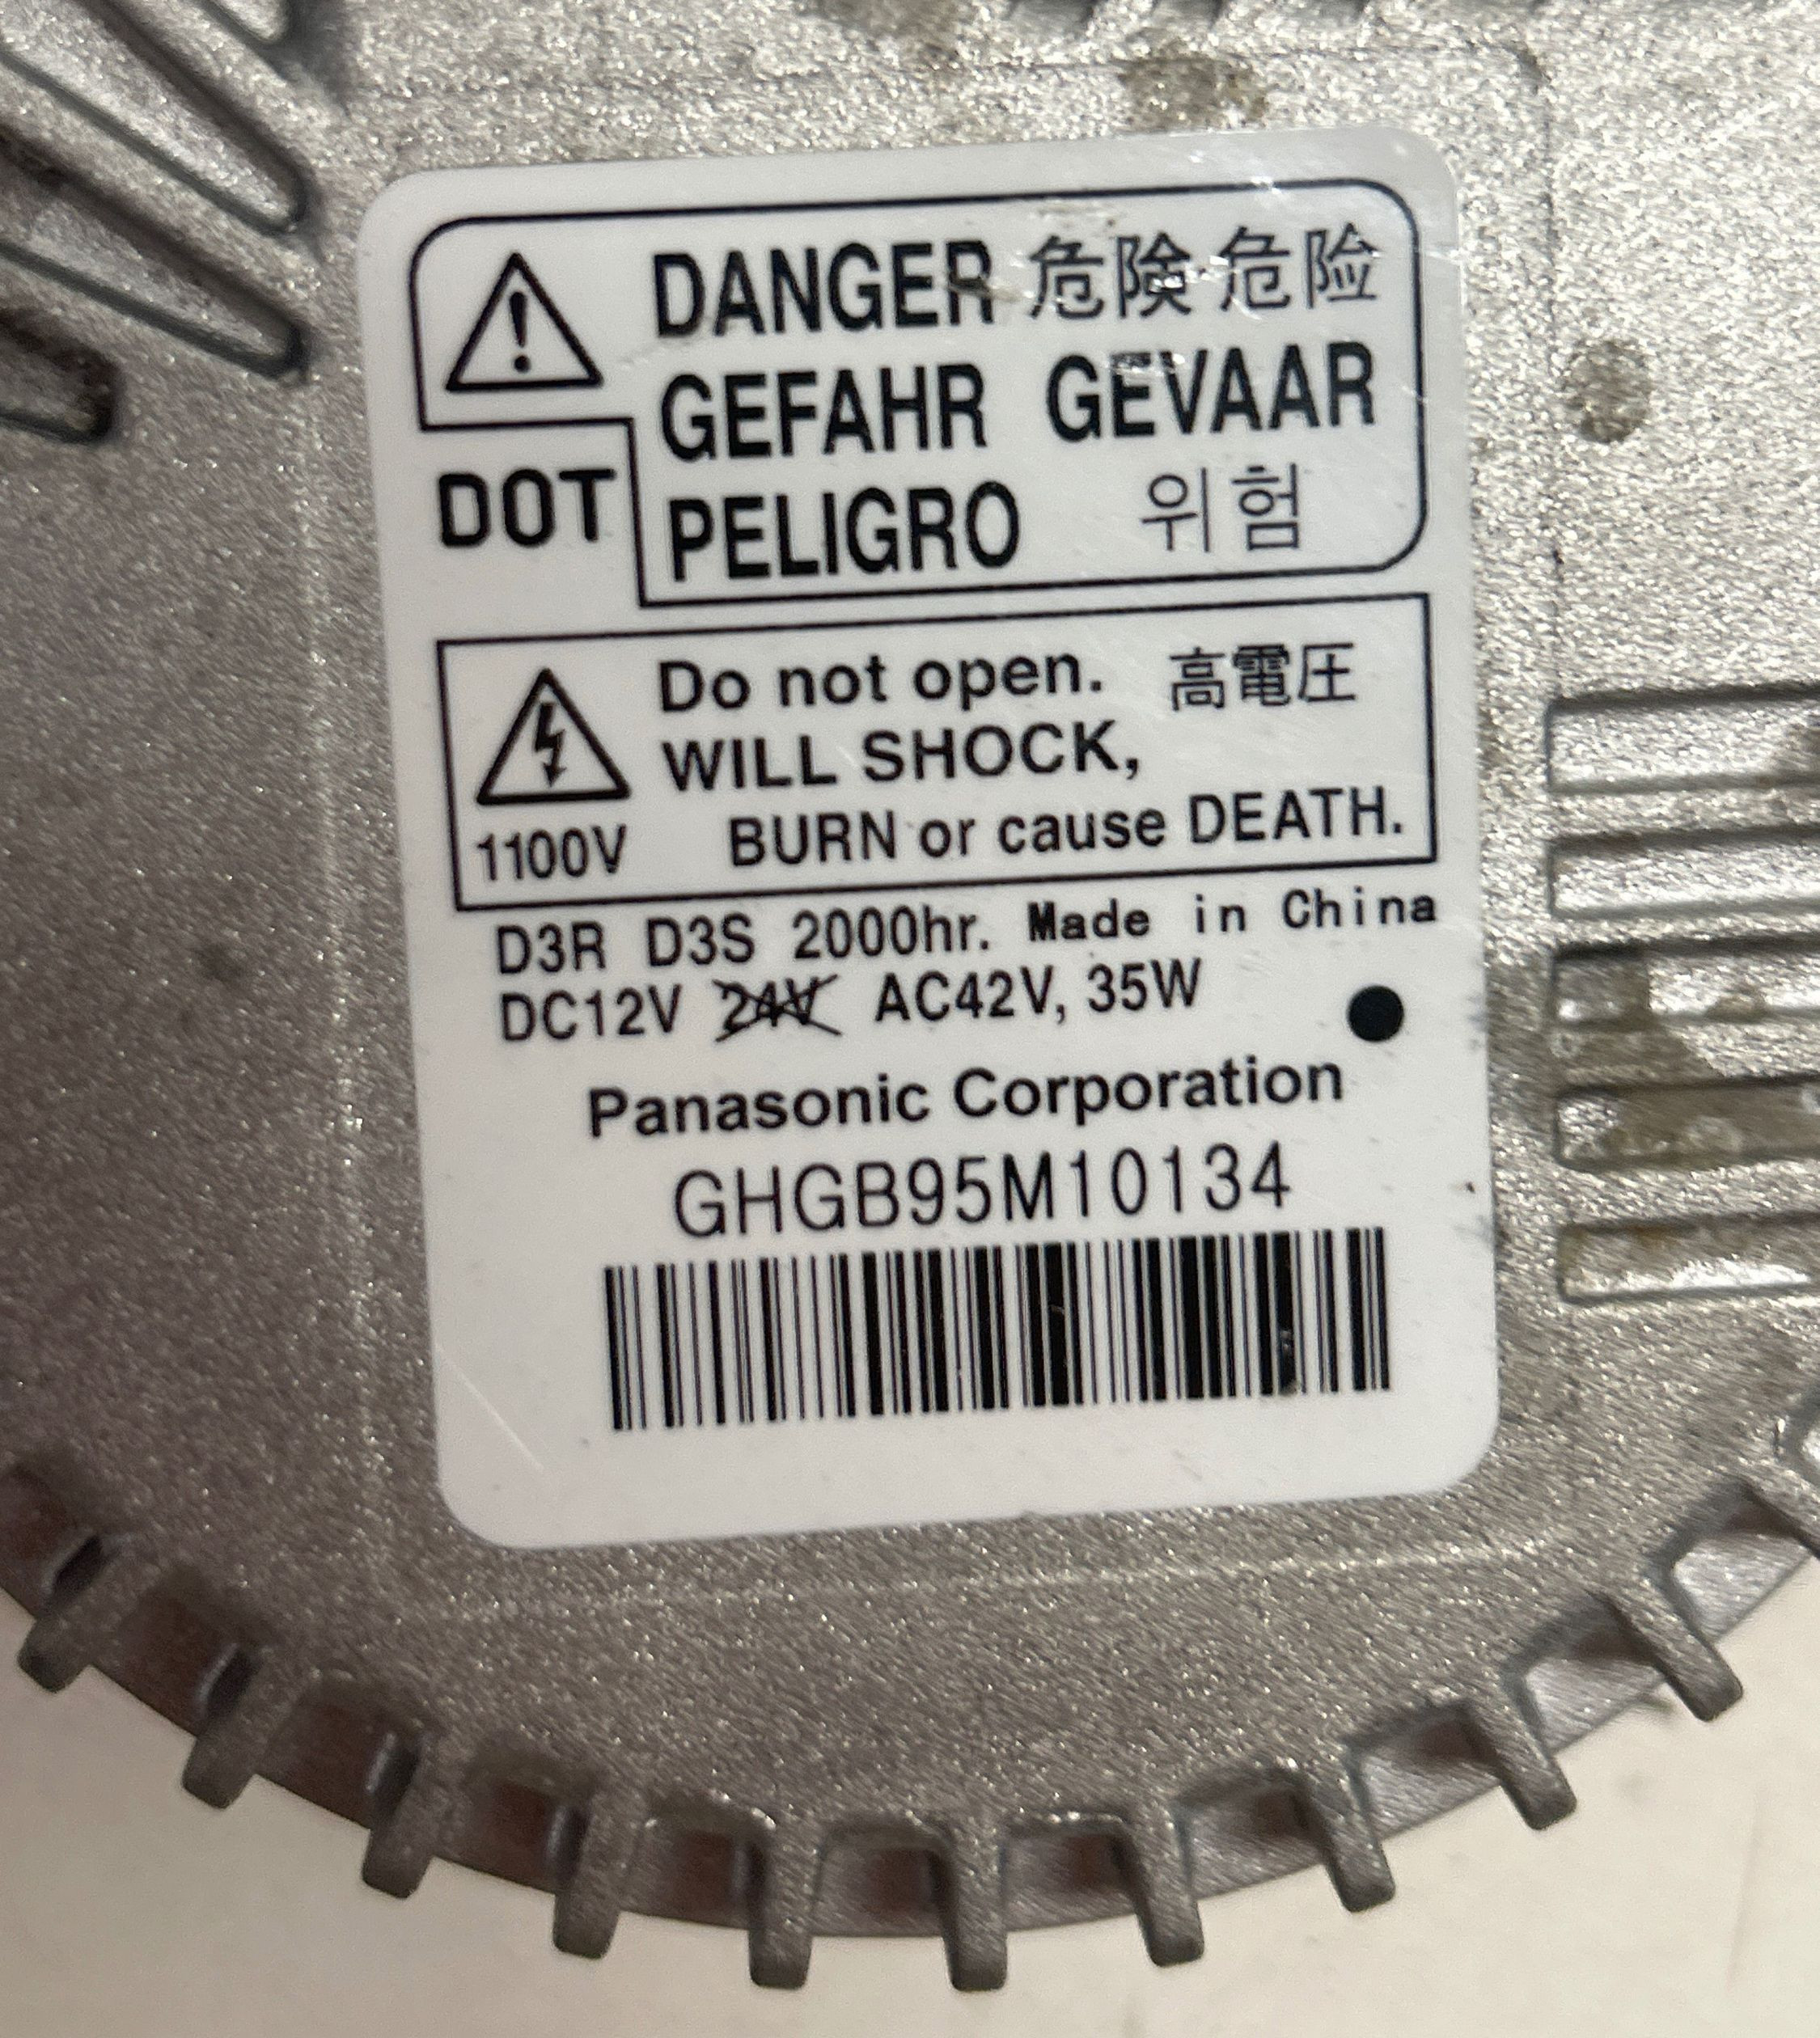 DANGER 危険 危险
GEFAHR GEVAAR
DOT
PELIGRO 위험
Do not open. 高電圧
WILL SHOCK,
1100V BURN or cause DEATH.
D3R D3S 2000hr. Made in China
DC12V 24V AC42V, 35W
Panasonic Corporation
GHGB95M10134